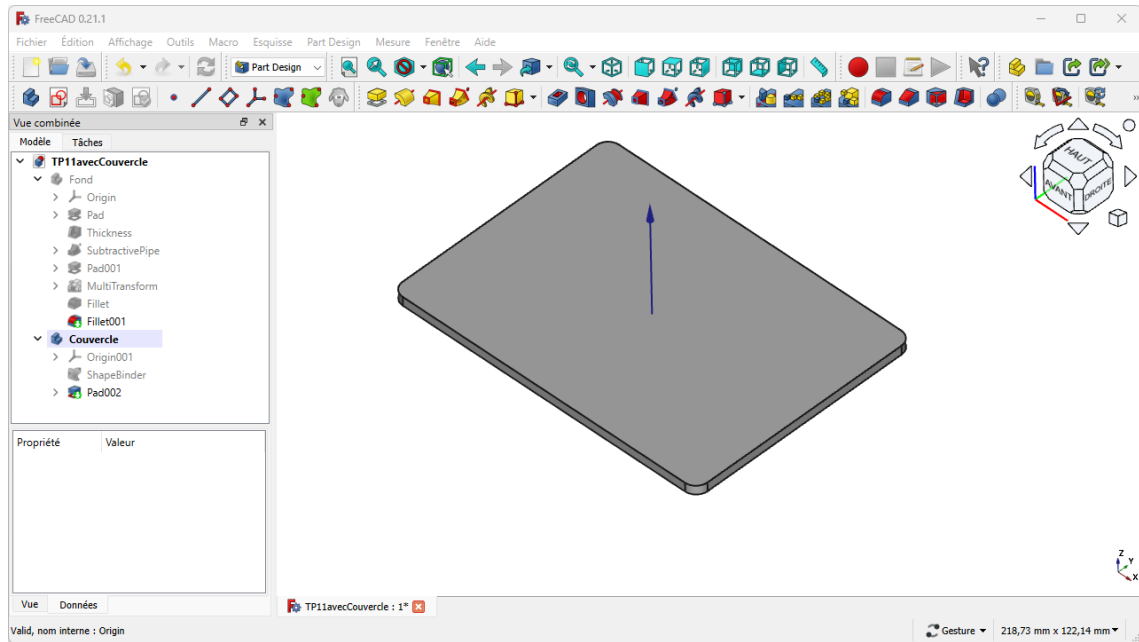 FreeCAD 0.21.1
Fichier Édition Affichage Outils Macro Esquisse Part Design Mesure Fenêtre Aide
Part Design
Vue combinée
Modèle Tâches
TP11avecCouvercle
Fond
Origin
Pad
Thickness
SubtractivePipe
Pad001
MultiTransform
Fillet
Fillet001
Couvercle
Origin001
ShapeBinder
Pad002
Propriété Valeur
HAUT
AVANT DROITE
Z
Y
X
Vue Données
TP11avecCouvercle : 1*
Valid, nom interne : Origin
Gesture 218,73 mm x 122,14 mm